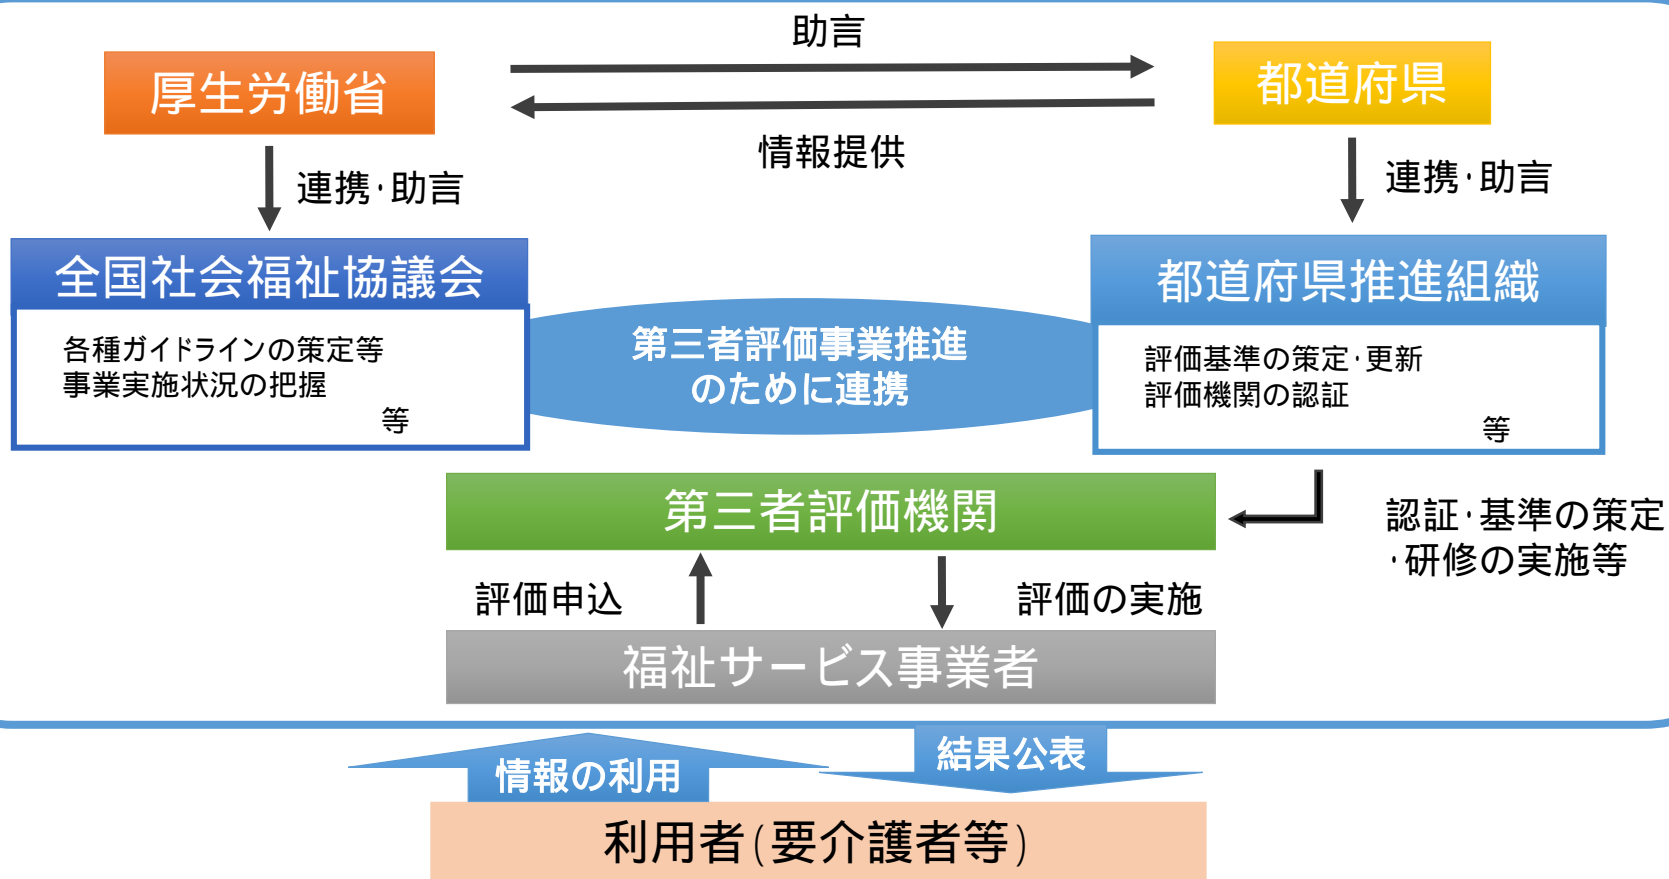 助言
厚生労働省
都道府県
情報提供
連携・助言
連携・助言
全国社会福祉協議会
都道府県推進組織
各種ガイドラインの策定等
事業実施状況の把握
等
第三者評価事業推進
のために連携
評価基準の策定・更新
評価機関の認証
等
第三者評価機関
認証・基準の策定
・研修の実施等
評価申込
評価の実施
福祉サービス事業者
情報の利用
結果公表
利用者(要介護者等)